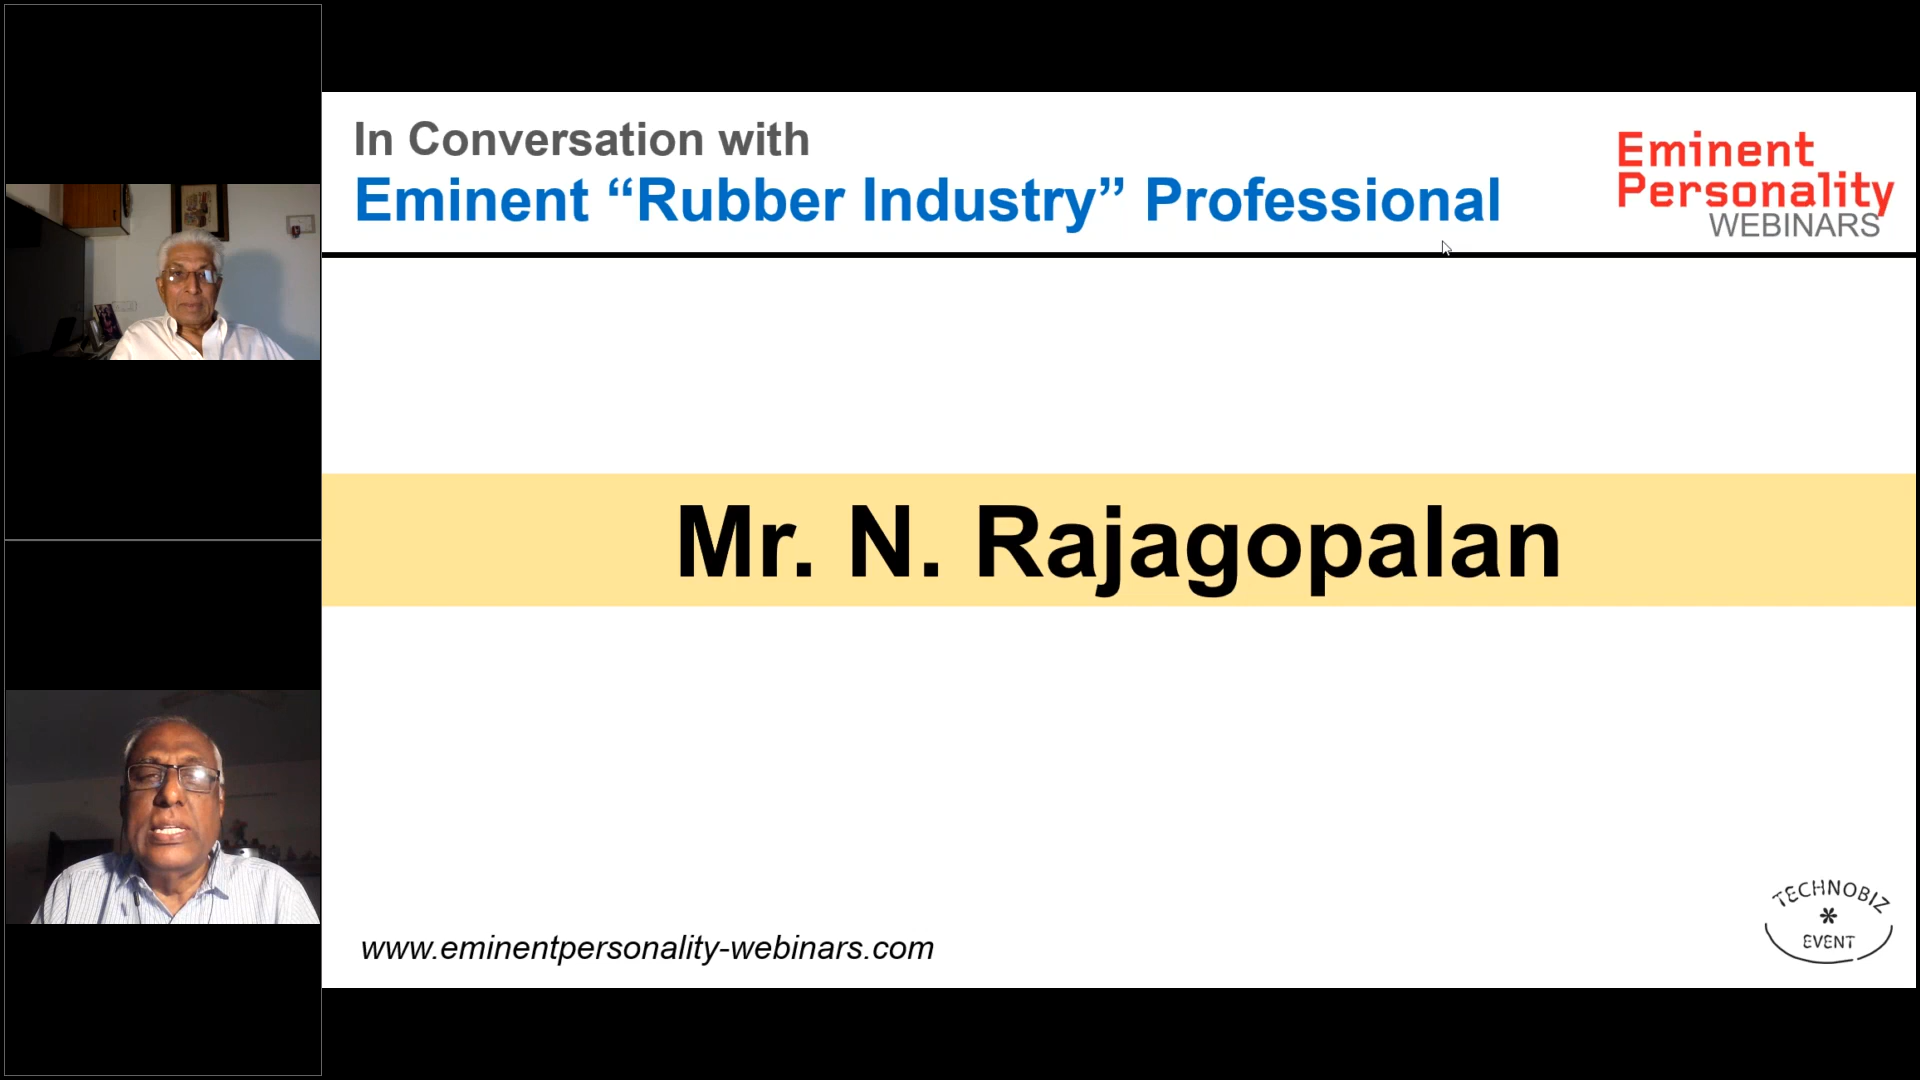 In Conversation with
Eminent “Rubber Industry” Professional
Eminent
Personality
WEBINARS
Mr. N. Rajagopalan
www.eminentpersonality-webinars.com
TECHNOBIZ
EVENT